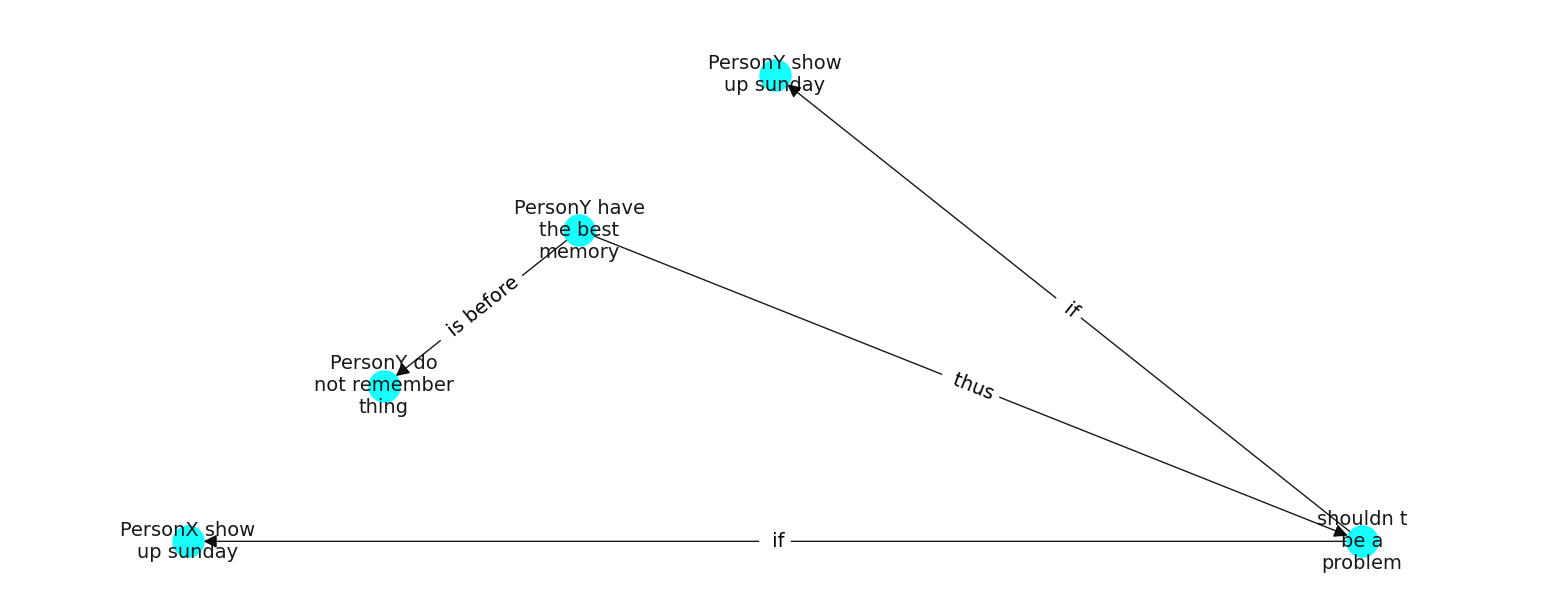 PersonY show
up sunday
PersonY have
the best
memory
is before
if
PersonY do
not remember
thing
thus
PersonX show
up sunday
if
shouldn t
be a
problem